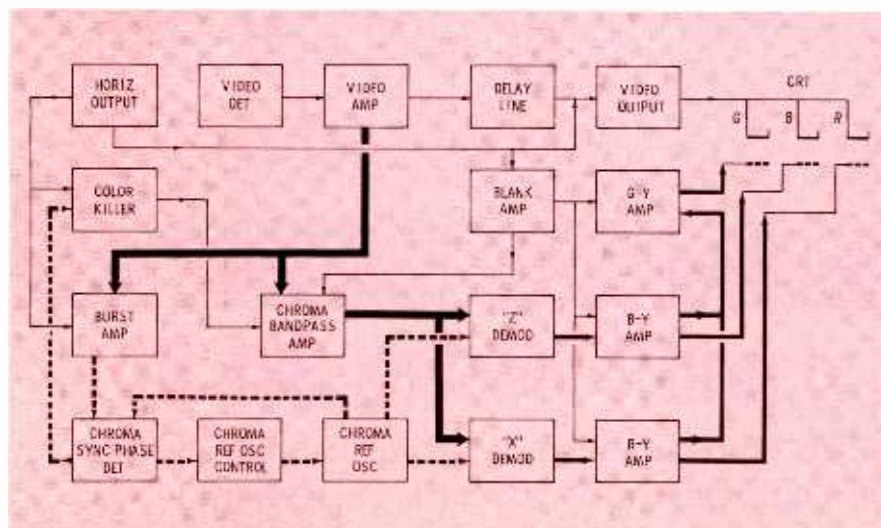 HORIZ
OUTPUT
VIDEO
DET
VIDEO
AMP
DELAY
LINE
VIDEO
OUTPUT
CRT
G
B
R
COLOR
KILLER
BLANK
AMP
G-Y
AMP
BURST
AMP
CHROMA
BANDPASS
AMP
"Z"
DEMOD
B-Y
AMP
CHROMA
SYNC PHASE
DET
CHROMA
REF OSC
CONTROL
CHROMA
REF
OSC
"X"
DEMOD
R-Y
AMP